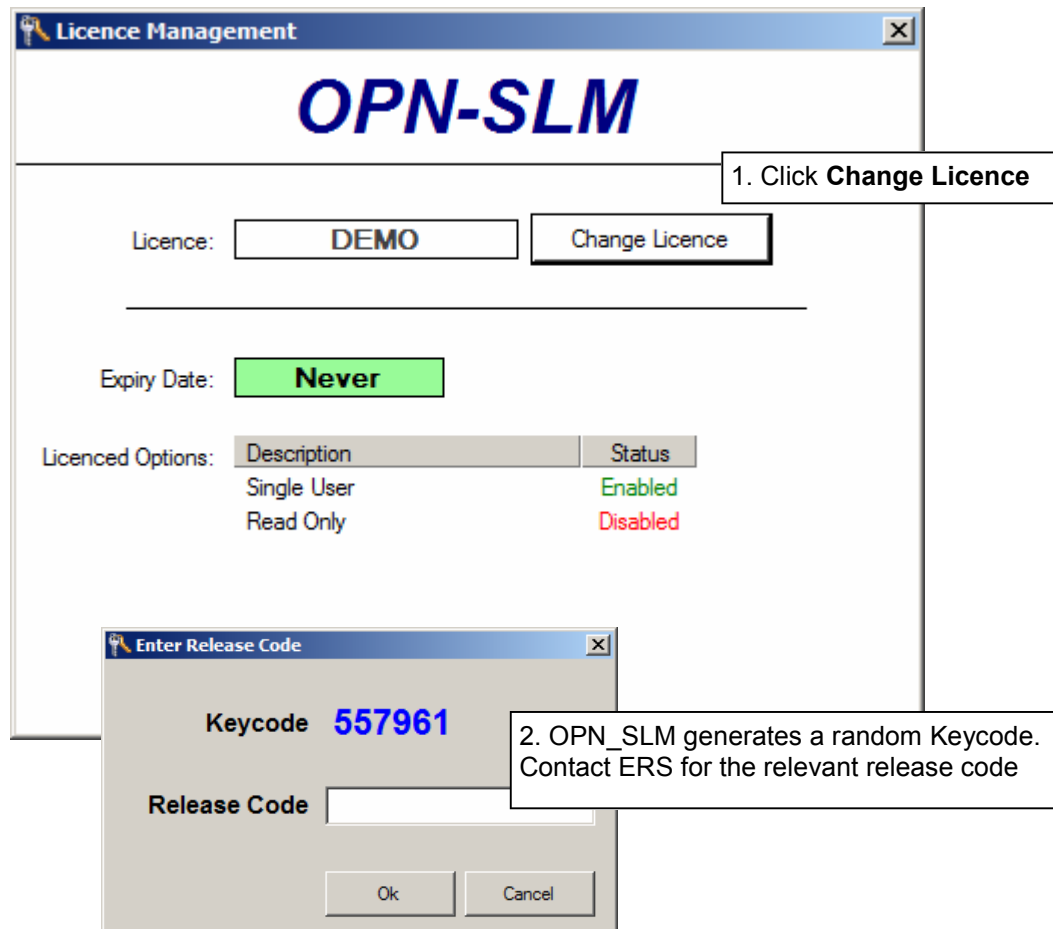 Licence Management
OPN-SLM
1. Click Change Licence
Licence: DEMO Change Licence
Expiry Date: Never
Licenced Options: Description Status
Single User Enabled
Read Only Disabled
Enter Release Code
Keycode 557961
2. OPN_SLM generates a random Keycode.
Contact ERS for the relevant release code
Release Code
Ok Cancel